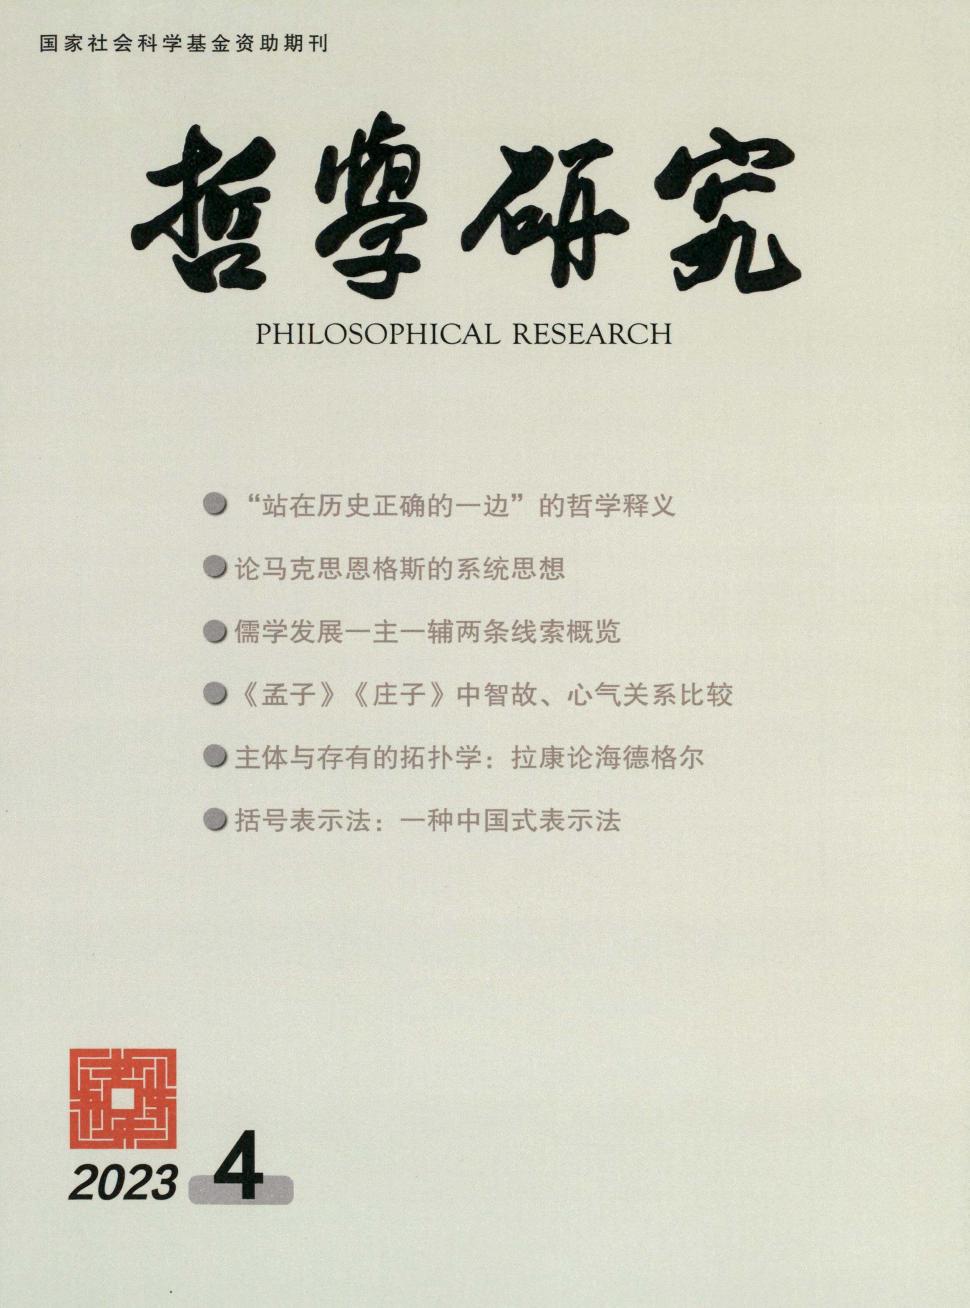 国家社会科学基金资助期刊
哲學研究
PHILOSOPHICAL RESEARCH
“站在历史正确的一边”的哲学释义
论马克思恩格斯的系统思想
儒学发展一主一辅两条线索概览
《孟子》《庄子》中智故、心气关系比较
主体与存有的拓扑学：拉康论海德格尔
括号表示法：一种中国式表示法
2023 4